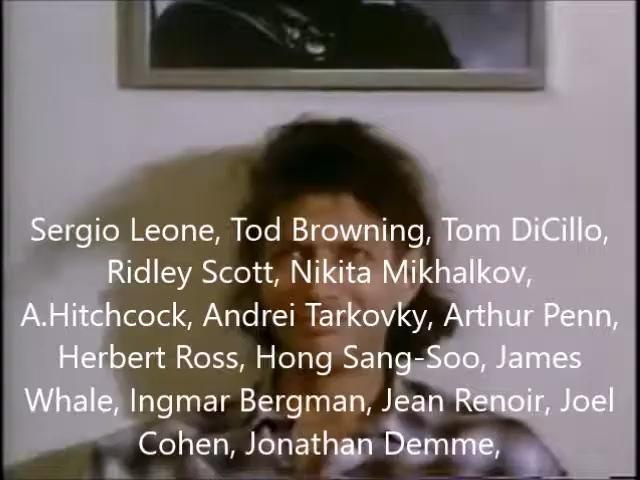 Sergio Leone, Tod Browning, Tom DiCillo,
Ridley Scott, Nikita Mikhalkov,
A.Hitchcock, Andrei Tarkovky, Arthur Penn,
Herbert Ross, Hong Sang-Soo, James
Whale, Ingmar Bergman, Jean Renoir, Joel
Cohen, Jonathan Demme,